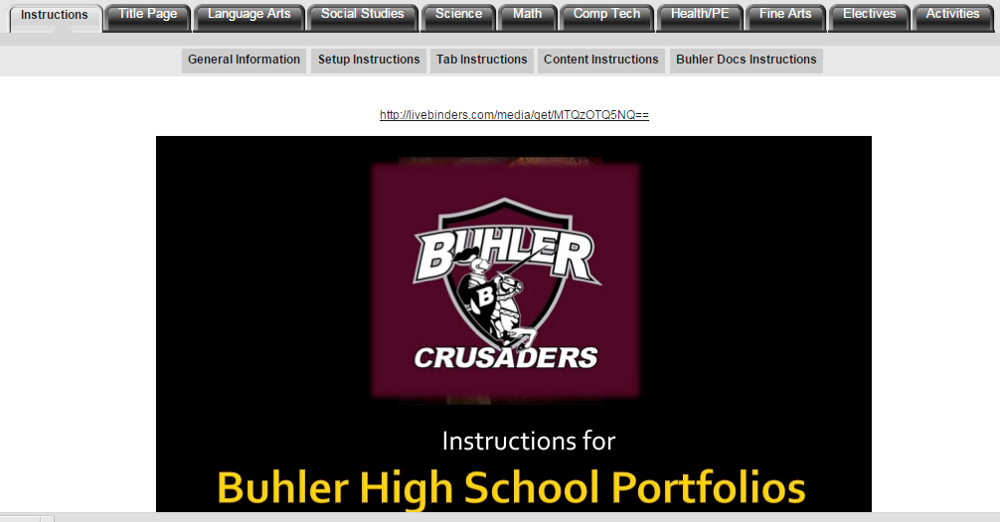 Instructions Title Page Language Arts Social Studies Science Math Comp Tech Health/PE Fine Arts Electives Activities
General Information Setup Instructions Tab Instructions Content Instructions Buhler Docs Instructions
http://livebinders.com/media/get/MTQzOTQ5NQ==
BUHLER
B
CRUSADERS
Instructions for
Buhler High School Portfolios